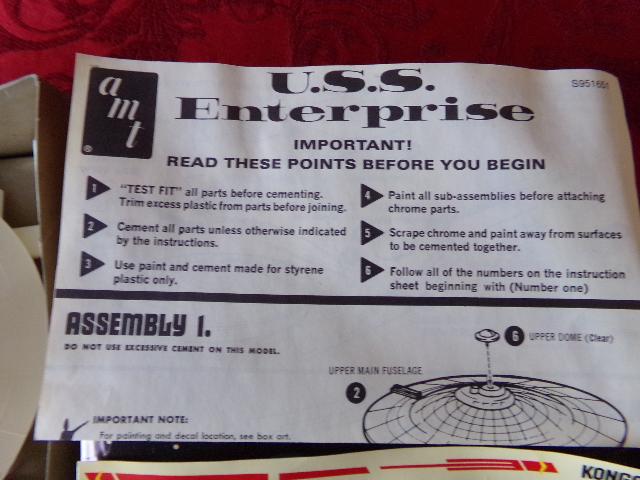 amt
®
U.S.S.
Enterprise
S951651
IMPORTANT!
READ THESE POINTS BEFORE YOU BEGIN
1 "TEST FIT" all parts before cementing.
Trim excess plastic from parts before joining.
2 Cement all parts unless otherwise indicated
by the instructions.
3 Use paint and cement made for styrene
plastic only.
4 Paint all sub-assemblies before attaching
chrome parts.
5 Scrape chrome and paint away from surfaces
to be cemented together.
6 Follow all of the numbers on the instruction
sheet beginning with (Number one)
ASSEMBLY 1.
DO NOT USE EXCESSIVE CEMENT ON THIS MODEL.
6 UPPER DOME (Clear)
UPPER MAIN FUSELAGE
2
IMPORTANT NOTE:
For painting and decal location, see box art.